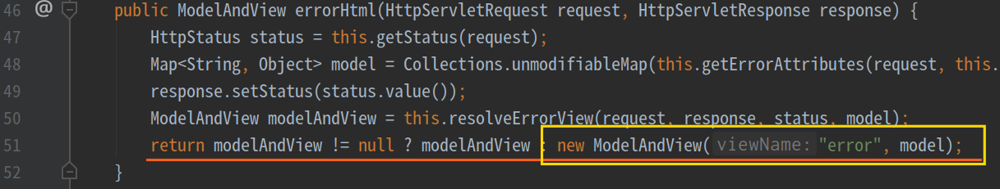 46 @ public ModelAndView errorHtml(HttpServletRequest request, HttpServletResponse response) {
47 HttpStatus status = this.getStatus(request);
48 Map<String, Object> model = Collections.unmodifiableMap(this.getErrorAttributes(request, this.
49 response.setStatus(status.value());
50 ModelAndView modelAndView = this.resolveErrorView(request, response, status, model);
51 return modelAndView != null ? modelAndView : new ModelAndView( viewName: "error", model);
52 }